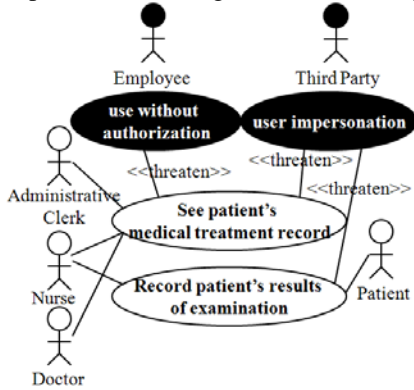 Employee
Third Party
use without
authorization
user impersonation
<<threaten>>
<<threaten>>
<<threaten>>
Administrative
Clerk
See patient's
medical treatment record
Nurse
Record patient's results
of examination
Patient
Doctor